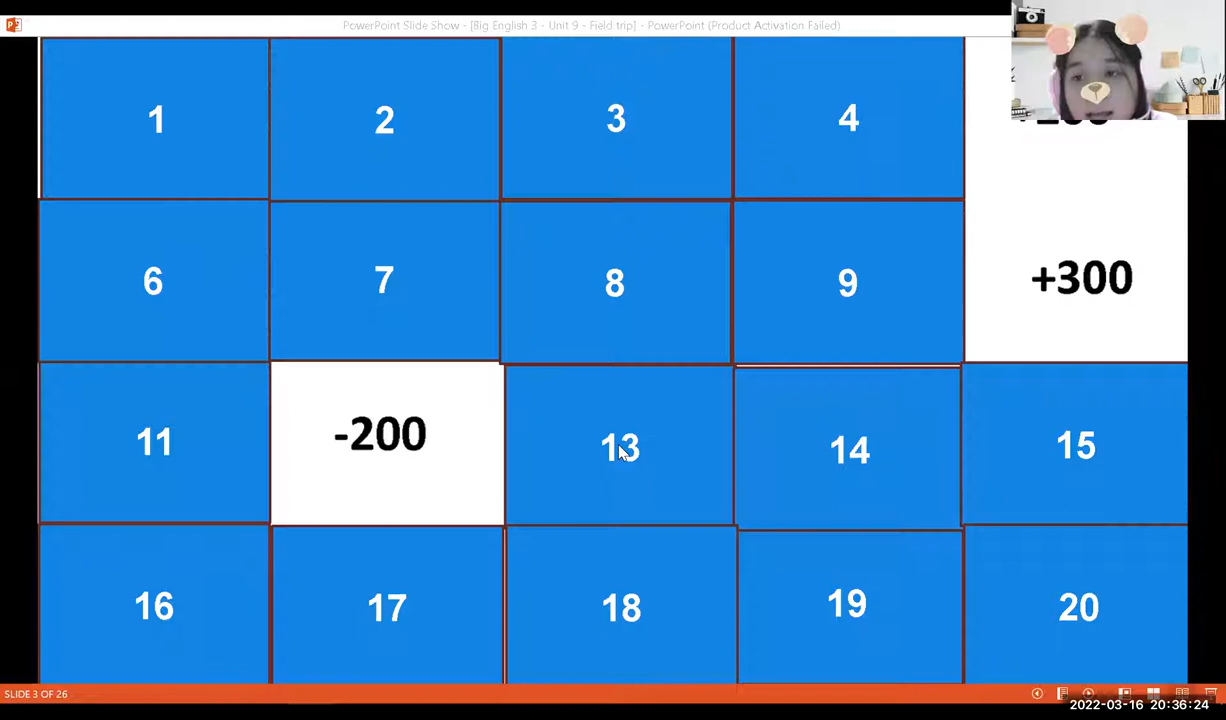 PowerPoint Slide Show - [Big English 3 - Unit 9 - Field.trip] - PowerPoint (Product Activation Failed)
1 2 3 4
6 7 8 9 +300
11 -200 13 14 15
16 17 18 19 20
SLIDE 3 OF 26
2022-03-16 20:36:24